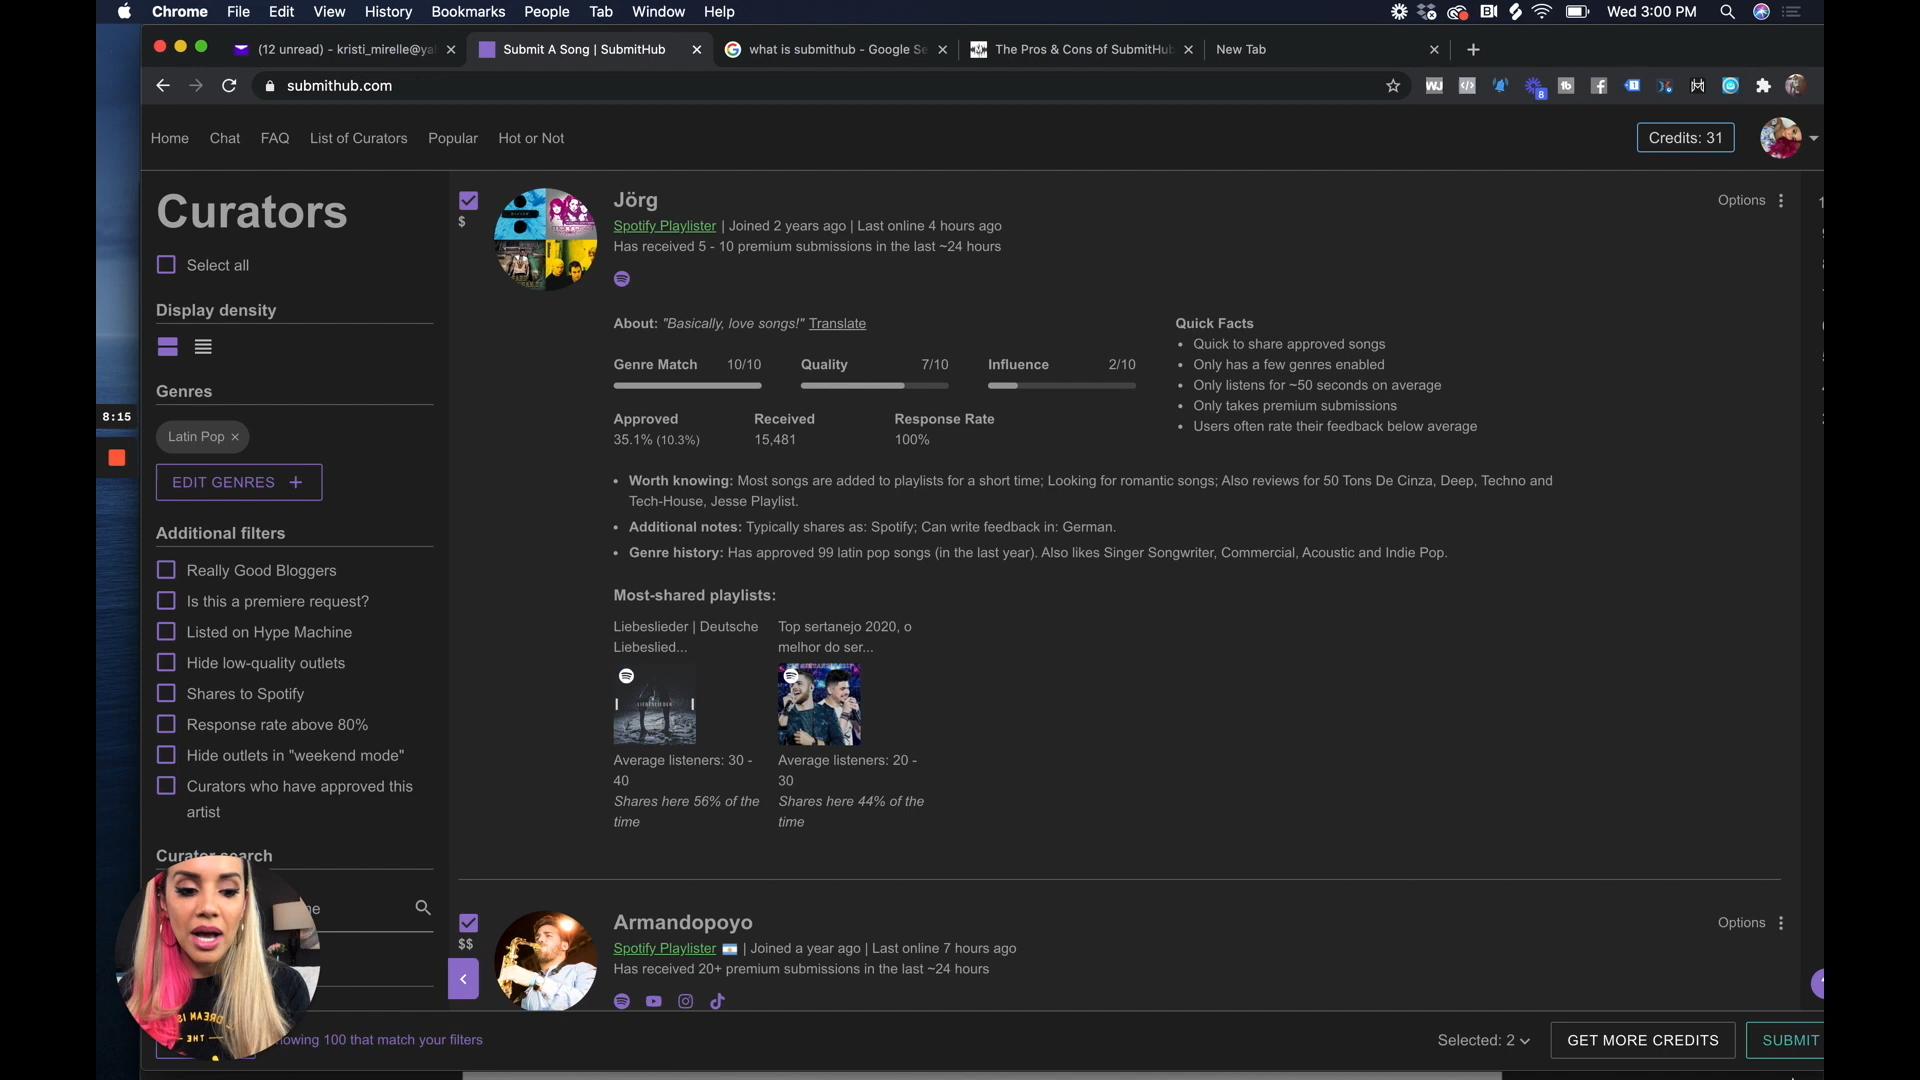 Chrome File Edit View History Bookmarks People Tab Window Help
Wed 3:00 PM
(12 unread) - kristi_mirelle@ya
Submit A Song | SubmitHub
what is submithub - Google Se
The Pros & Cons of SubmitHub
New Tab
submithub.com
8
Home Chat FAQ List of Curators Popular Hot or Not
Credits: 31
Curators
Select all
Display density
Genres
Latin Pop ×
EDIT GENRES +
Additional filters
Really Good Bloggers
Is this a premiere request?
Listed on Hype Machine
Hide low-quality outlets
Shares to Spotify
Response rate above 80%
Hide outlets in "weekend mode"
Curators who have approved this
artist
Curator search
8:15
Jörg
$
Options
Spotify Playlister | Joined 2 years ago | Last online 4 hours ago
Has received 5 - 10 premium submissions in the last ~24 hours
About: "Basically, love songs!" Translate
Genre Match 10/10 Quality 7/10 Influence 2/10
Approved Received Response Rate
35.1% (10.3%) 15,481 100%
Quick Facts
• Quick to share approved songs
• Only has a few genres enabled
• Only listens for ~50 seconds on average
• Only takes premium submissions
• Users often rate their feedback below average
• Worth knowing: Most songs are added to playlists for a short time; Looking for romantic songs; Also reviews for 50 Tons De Cinza, Deep, Techno and
Tech-House, Jesse Playlist.
• Additional notes: Typically shares as: Spotify; Can write feedback in: German.
• Genre history: Has approved 99 latin pop songs (in the last year). Also likes Singer Songwriter, Commercial, Acoustic and Indie Pop.
Most-shared playlists:
Liebeslieder | Deutsche
Liebeslied...
LIEBESLIEDER
Average listeners: 30 -
40
Shares here 56% of the
time
Top sertanejo 2020, o
melhor do ser...
Average listeners: 20 -
30
Shares here 44% of the
time
Armandopoyo
$$
Options
Spotify Playlister | Joined a year ago | Last online 7 hours ago
Has received 20+ premium submissions in the last ~24 hours
100 that match your filters
Selected: 2
GET MORE CREDITS
SUBMIT